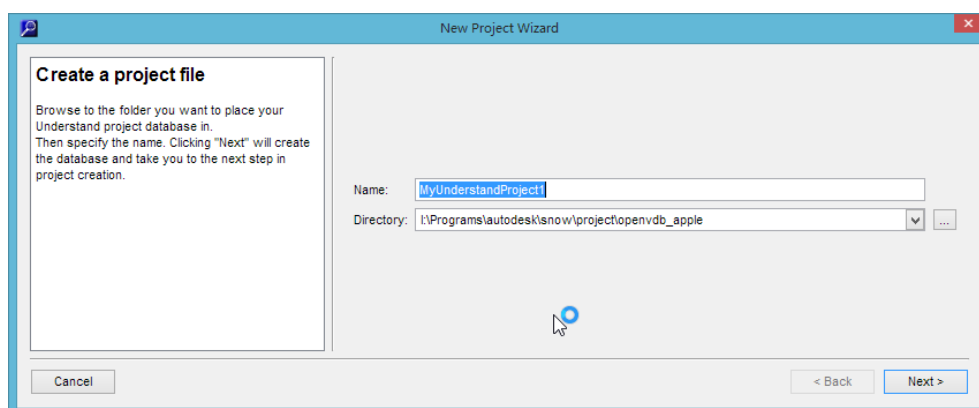 New Project Wizard
Create a project file
Browse to the folder you want to place your
Understand project database in.
Then specify the name. Clicking "Next" will create
the database and take you to the next step in
project creation.
Name: MyUnderstandProject1
Directory: I:\Programs\autodesk\snow\project\openvdb_apple ...
Cancel < Back Next >